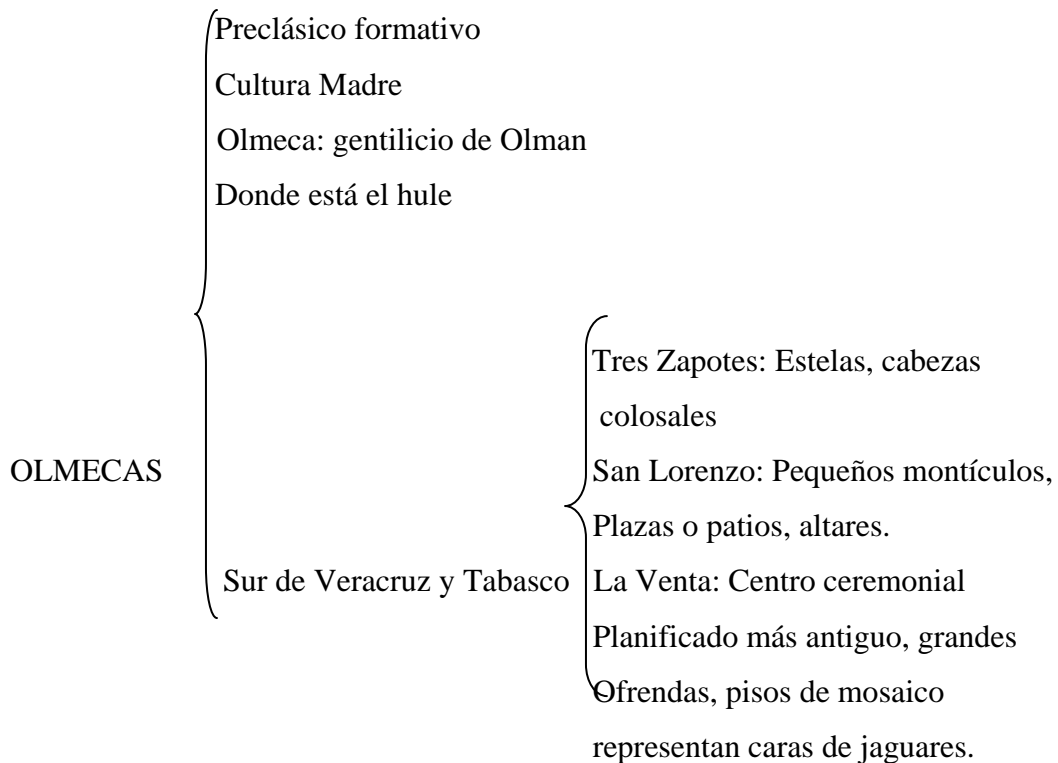 Preclásico formativo
Cultura Madre
Olmeca: gentilicio de Olman
Donde está el hule
OLMECAS
Sur de Veracruz y Tabasco
Tres Zapotes: Estelas, cabezas
colosales
San Lorenzo: Pequeños montículos,
Plazas o patios, altares.
La Venta: Centro ceremonial
Planificado más antiguo, grandes
Ofrendas, pisos de mosaico
representan caras de jaguares.